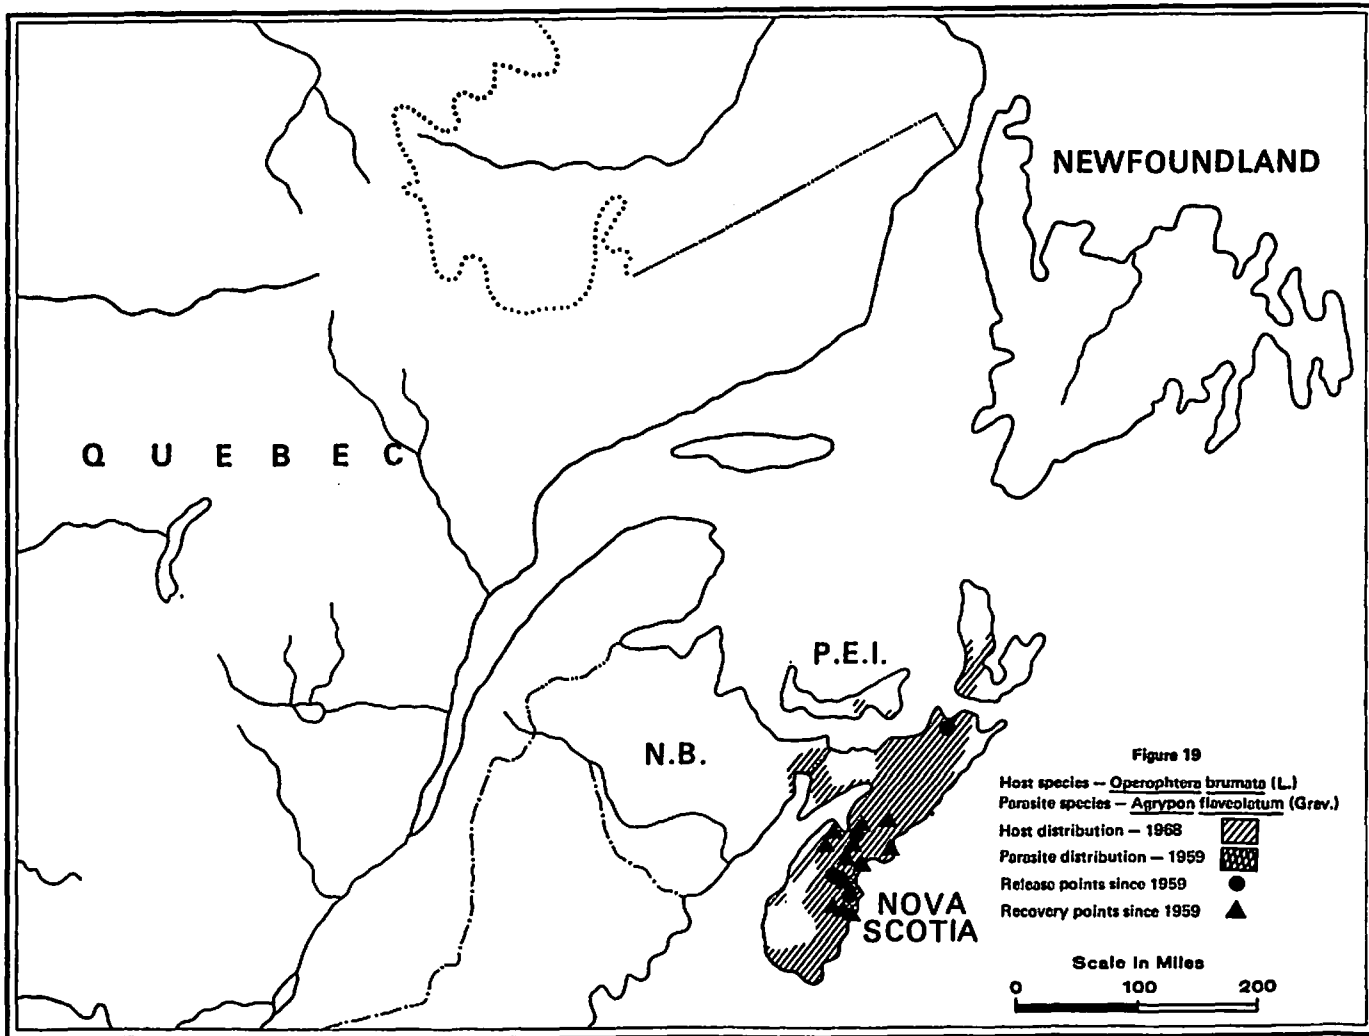 NEWFOUNDLAND
QUEBEC
P.E.I.
N.B.
NOVA
SCOTIA
Figure 19
Host species – Operophtera brumata (L.)
Parasite species – Agrypon flaveolatum (Grav.)
Host distribution – 1968
Parasite distribution – 1959
Release points since 1959
Recovery points since 1959
Scale in Miles
0 100 200